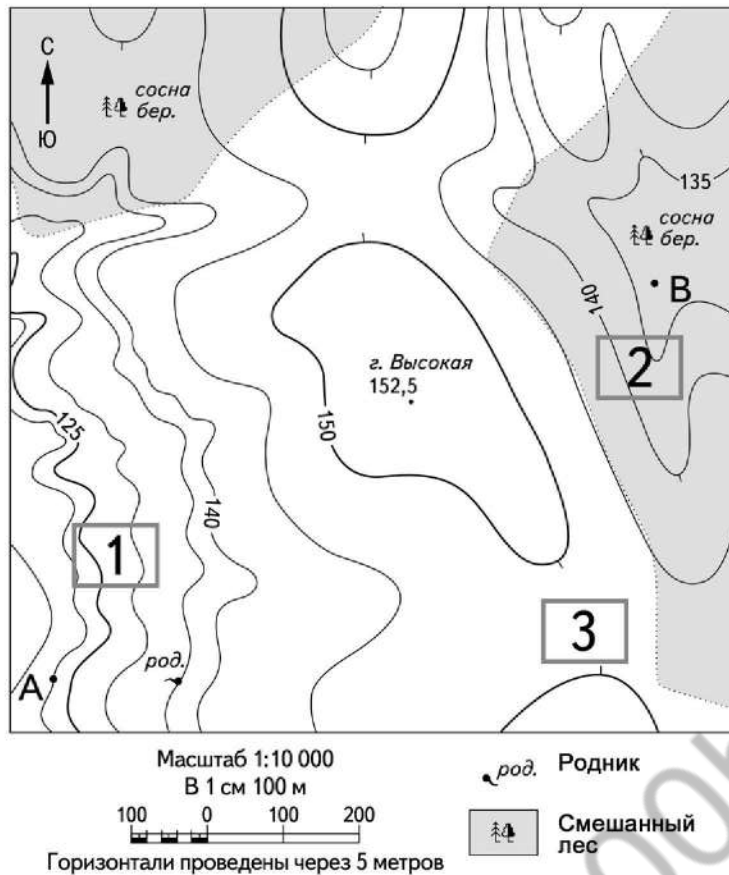 С
Ю
сосна
бер.
135
сосна
бер.
140
В
2
г. Высокая
152,5
150
125
140
1
3
род.
А
Масштаб 1:10 000
В 1 см 100 м
100 0 100 200
Горизонтали проведены через 5 метров
род. Родник
Смешанный
лес